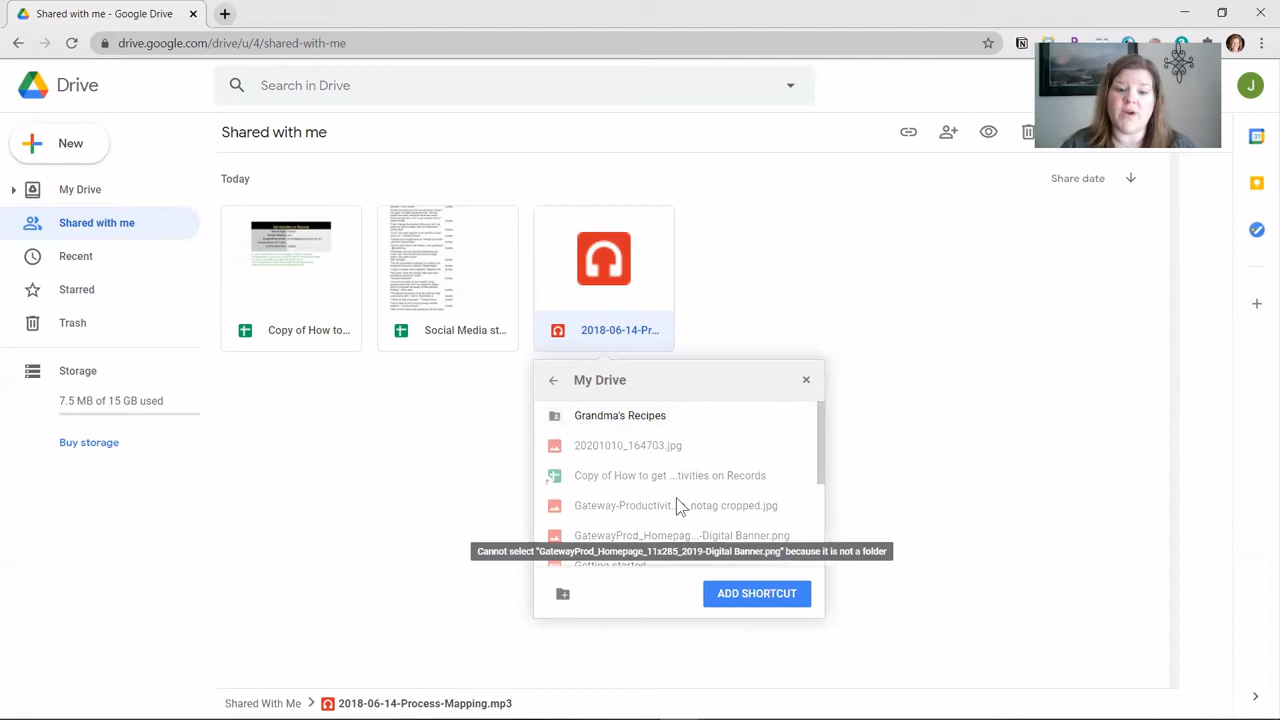 Shared with me - Google Drive
drive.google.com/drive/u/4/shared-with-me
Drive
Search in Drive
J
New
Shared with me
My Drive
Today
Share date
Shared with
Recent
Starred
Trash
Copy of How to...
Social Media st...
2018-06-14-Pr...
Storage
7.5 MB of 15 GB used
Buy storage
My Drive
Grandma's Recipes
20201010_164703.jpg
Copy of How to get ...tivities on Records
Gateway-Productivit... notag cropped.jpg
GatewayProd_Homepag...-Digital Banner.png
Cannot select "GatewayProd_Homepage_11x285_2019-Digital Banner.png" because it is not a folder
Getting started
ADD SHORTCUT
Shared With Me > 2018-06-14-Process-Mapping.mp3